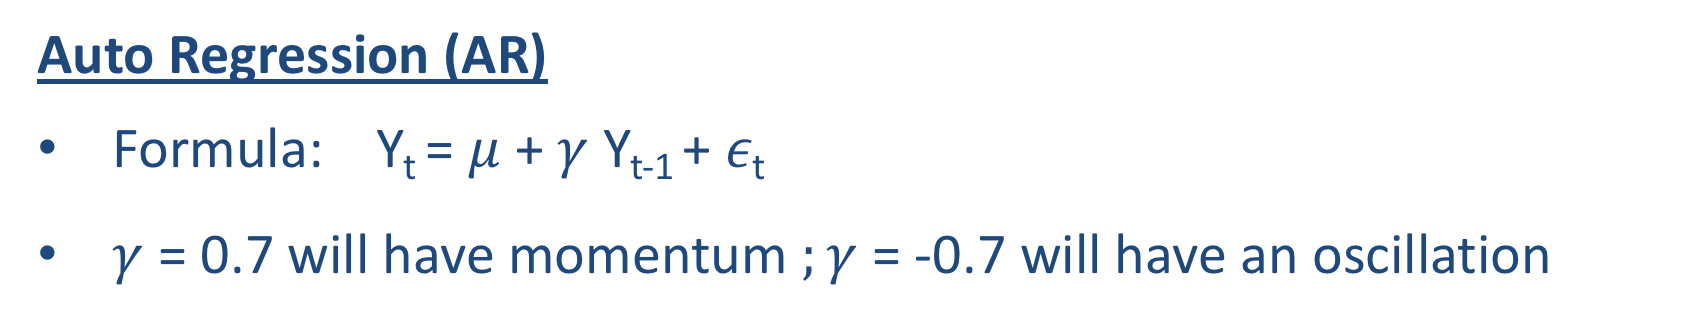 Auto Regression (AR)
• Formula: Yt = μ + γ Yt-1 + ϵt
• γ = 0.7 will have momentum ; γ = -0.7 will have an oscillation